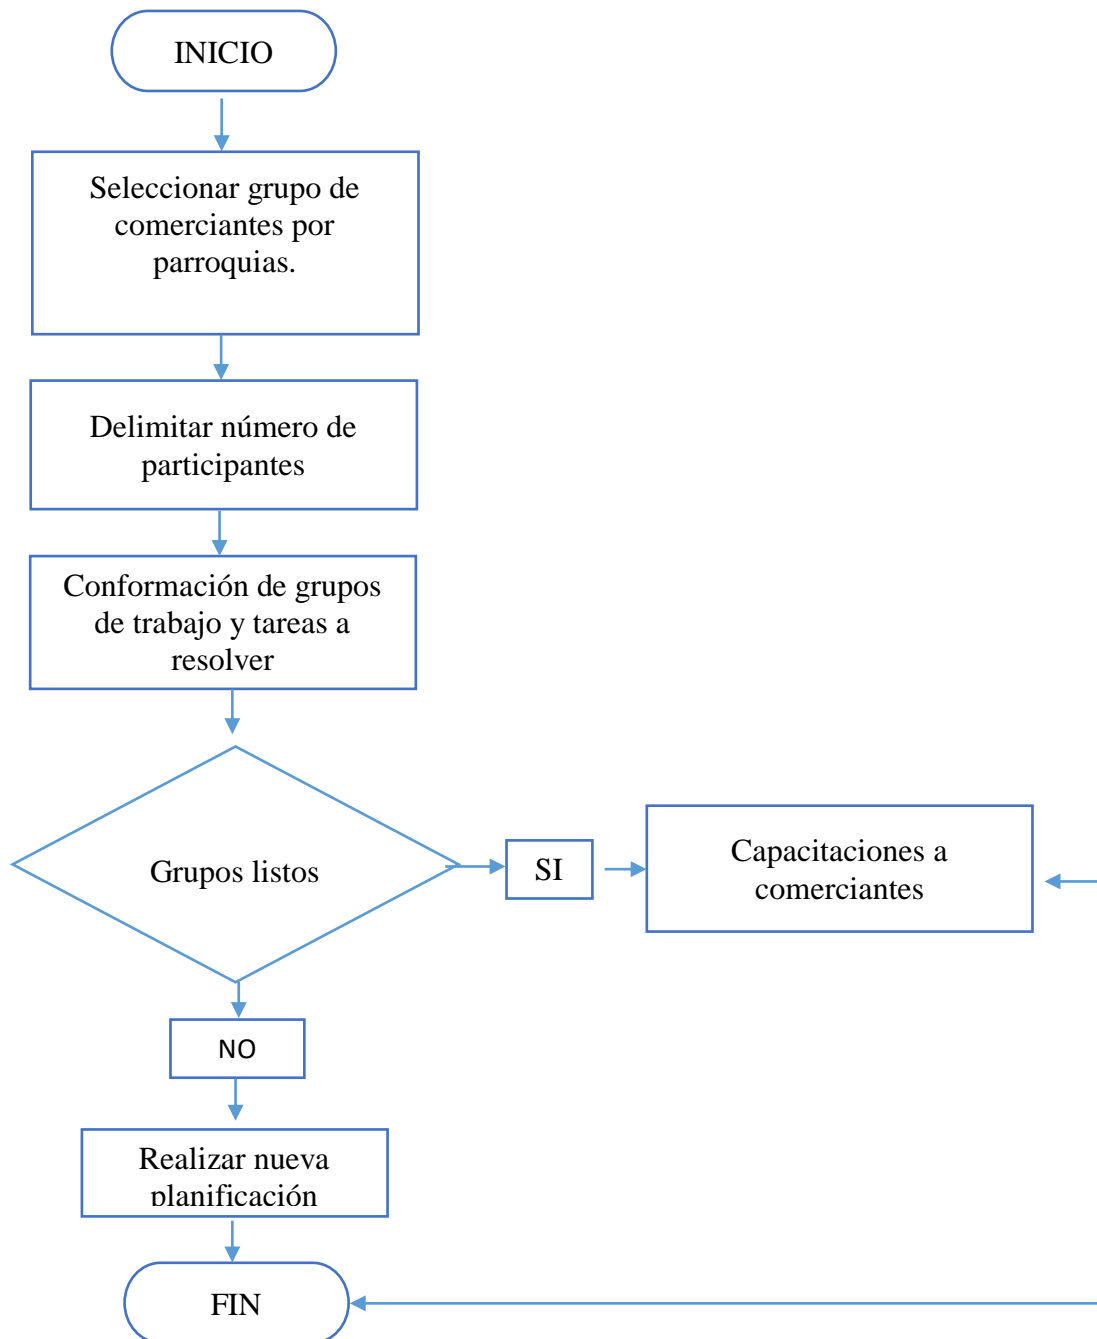 INICIO
Seleccionar grupo de
comerciantes por
parroquias.
Delimitar número de
participantes
Conformación de grupos
de trabajo y tareas a
resolver
Grupos listos
SI
Capacitaciones a
comerciantes
NO
Realizar nueva
planificación
FIN